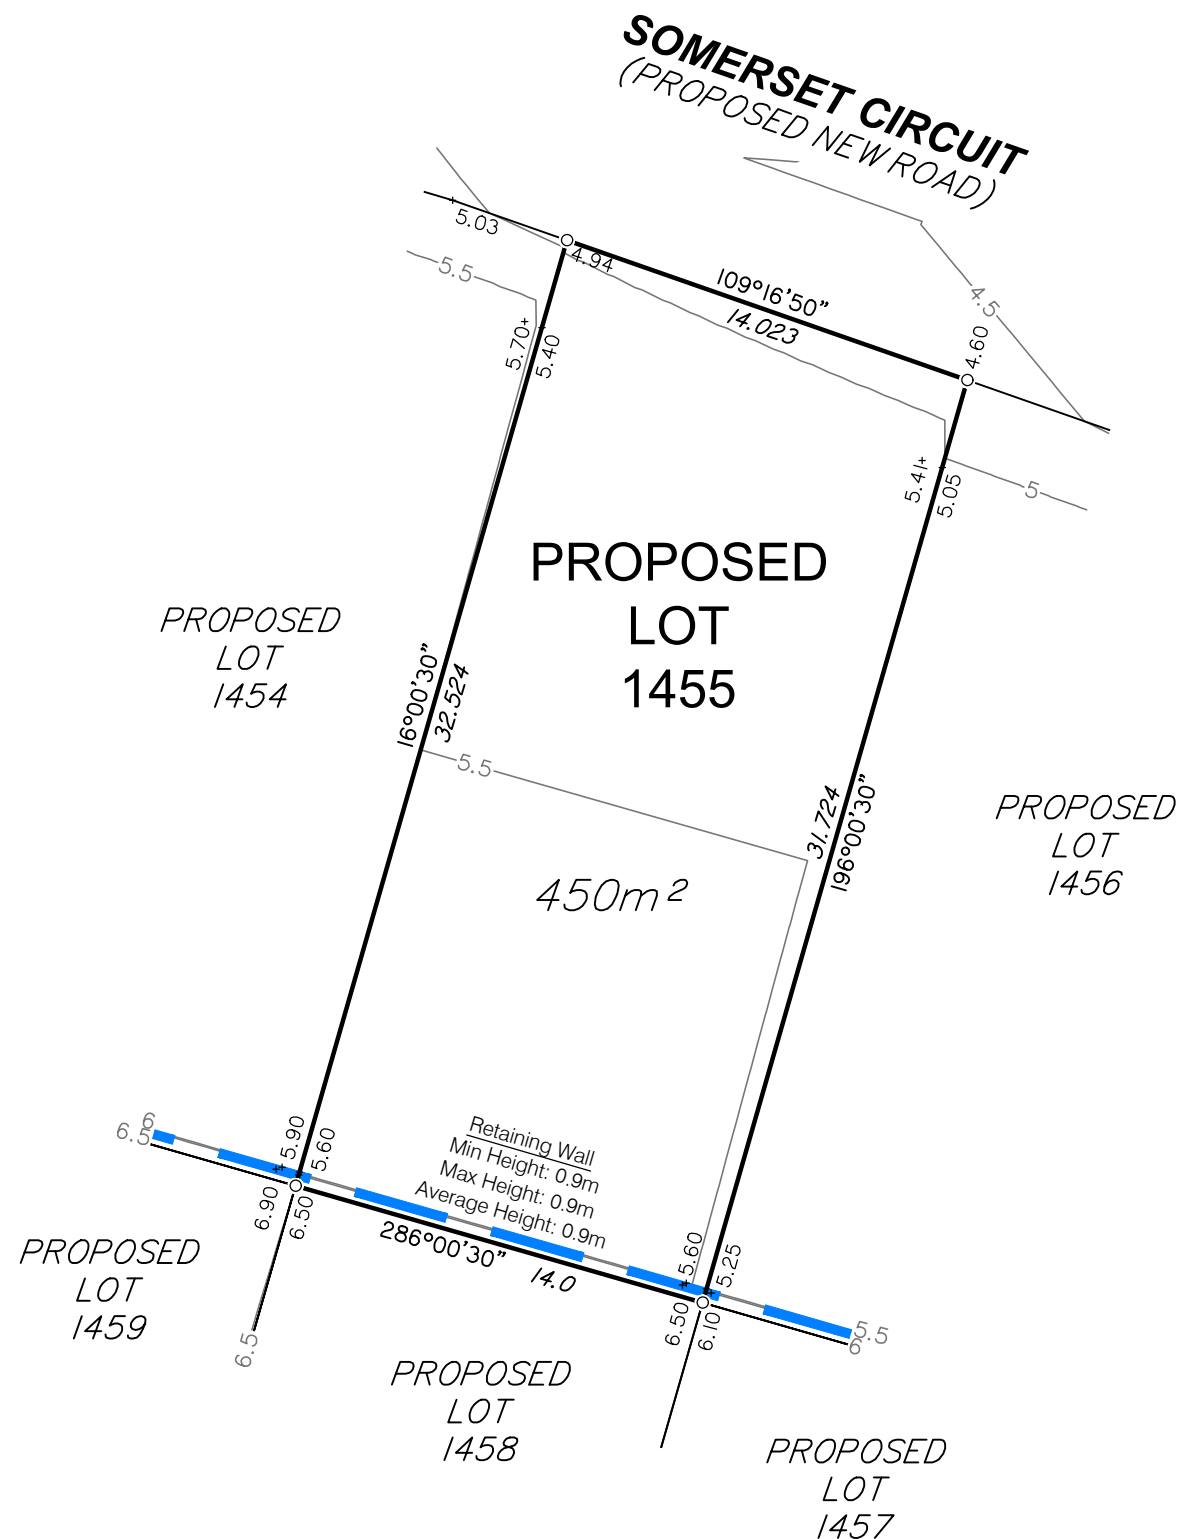 SOMERSET CIRCUIT
(PROPOSED NEW ROAD)
5.03
4.94
5.5
109°16'50"
14.023
4.5
4.60
5.70
5.40
5.41
5.05
5
PROPOSED
LOT
1455
PROPOSED
LOT
1454
16°00'30"
32.524
5.5
31.724
196°00'30"
PROPOSED
LOT
1456
450m²
6
6.5
5.90
5.60
Retaining Wall
Min Height: 0.9m
Max Height: 0.9m
Average Height: 0.9m
6.90
6.50
286°00'30"
14.0
5.60
5.25
6.50
6.10
5.5
6
PROPOSED
LOT
1459
6.5
PROPOSED
LOT
1458
PROPOSED
LOT
1457